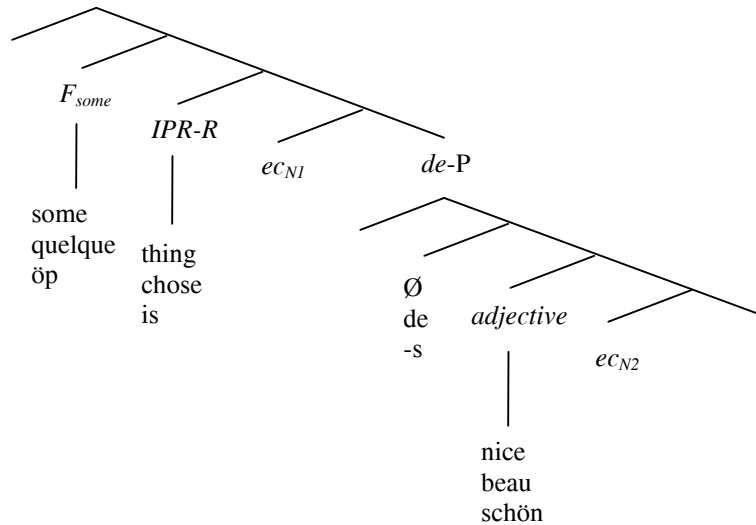 F_some
IPR-R
ec_N1
de-P
some
quelque
öp
thing
chose
is
Ø
de
-s
adjective
ec_N2
nice
beau
schön